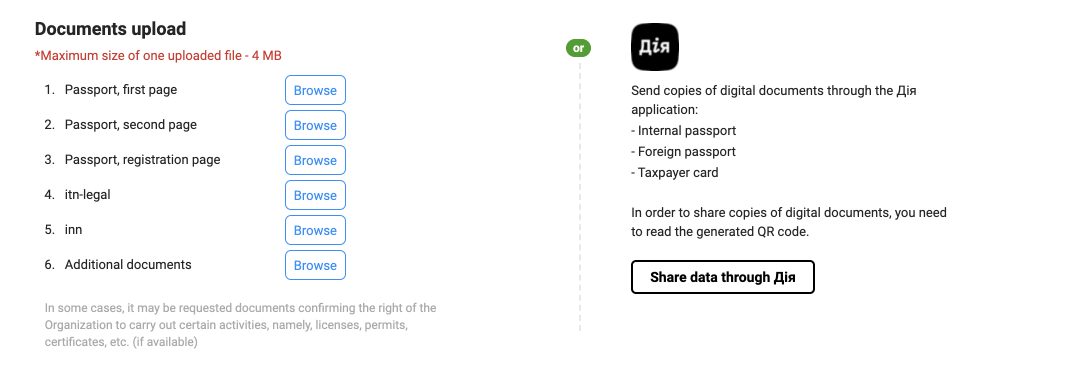 Documents upload
*Maximum size of one uploaded file - 4 MB
1. Passport, first page Browse
2. Passport, second page Browse
3. Passport, registration page Browse
4. itn-legal Browse
5. inn Browse
6. Additional documents Browse
In some cases, it may be requested documents confirming the right of the
Organization to carry out certain activities, namely, licenses, permits,
certificates, etc. (if available)
or
Дія
Send copies of digital documents through the Дія
application:
- Internal passport
- Foreign passport
- Taxpayer card
In order to share copies of digital documents, you need
to read the generated QR code.
Share data through Дія